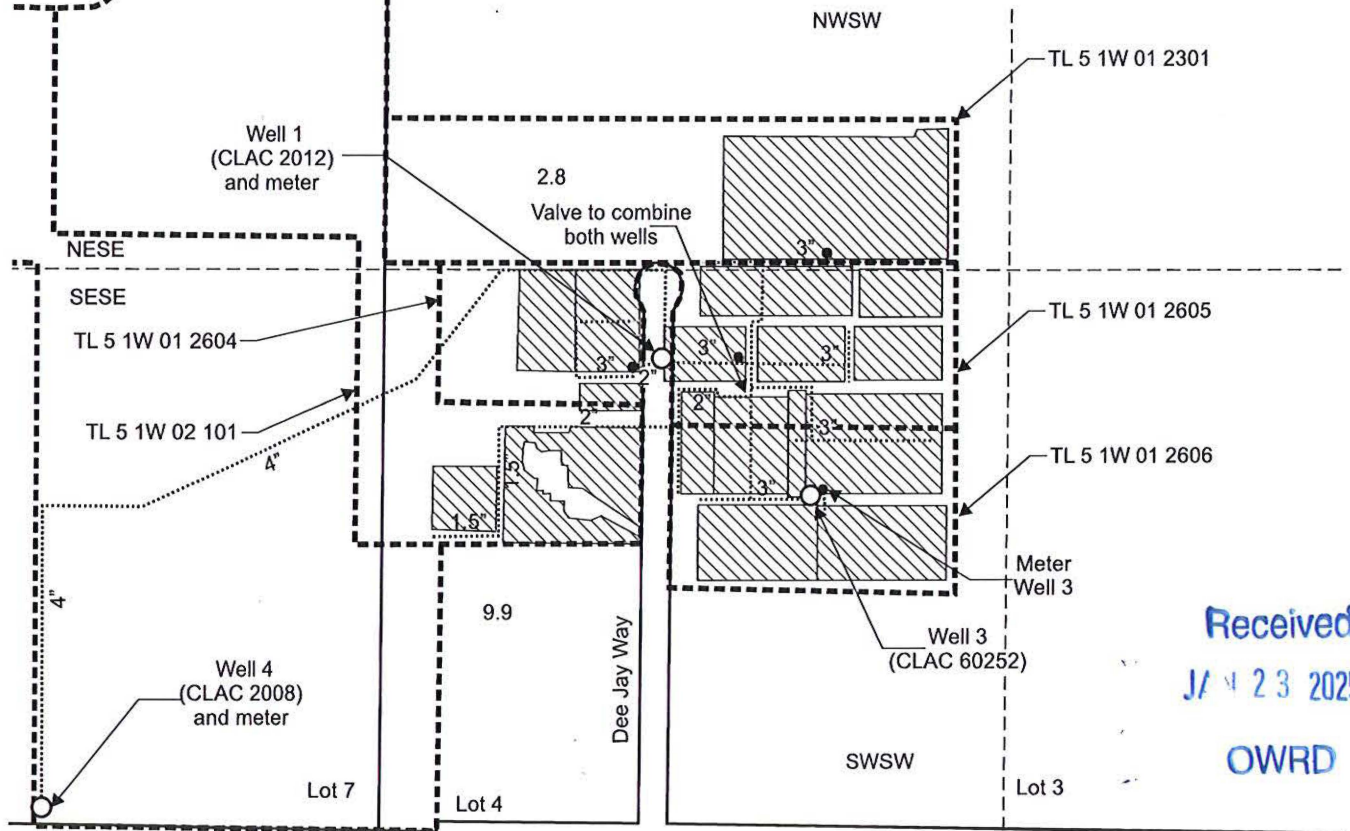 NWSW
TL 5 1W 01 2301
Well 1
(CLAC 2012)
and meter
2.8
Valve to combine
both wells
3"
NESE
SESE
TL 5 1W 01 2604
TL 5 1W 01 2605
3"
2"
3"
3"
2"
2"
3"
TL 5 1W 02 101
4"
1.5"
3"
TL 5 1W 01 2606
1.5"
4"
9.9
Meter
Well 3
Well 3
(CLAC 60252)
Dee Jay Way
Well 4
(CLAC 2008)
and meter
SWSW
Lot 7
Lot 4
Lot 3
Received
JAN 23 2025
OWRD